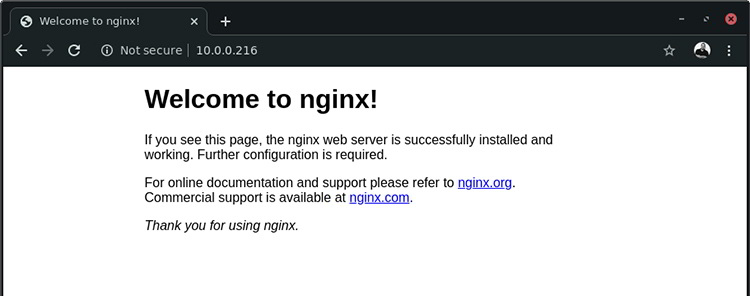 Welcome to nginx!
Not secure 10.0.0.216
Welcome to nginx!
If you see this page, the nginx web server is successfully installed and
working. Further configuration is required.
For online documentation and support please refer to nginx.org.
Commercial support is available at nginx.com.
Thank you for using nginx.